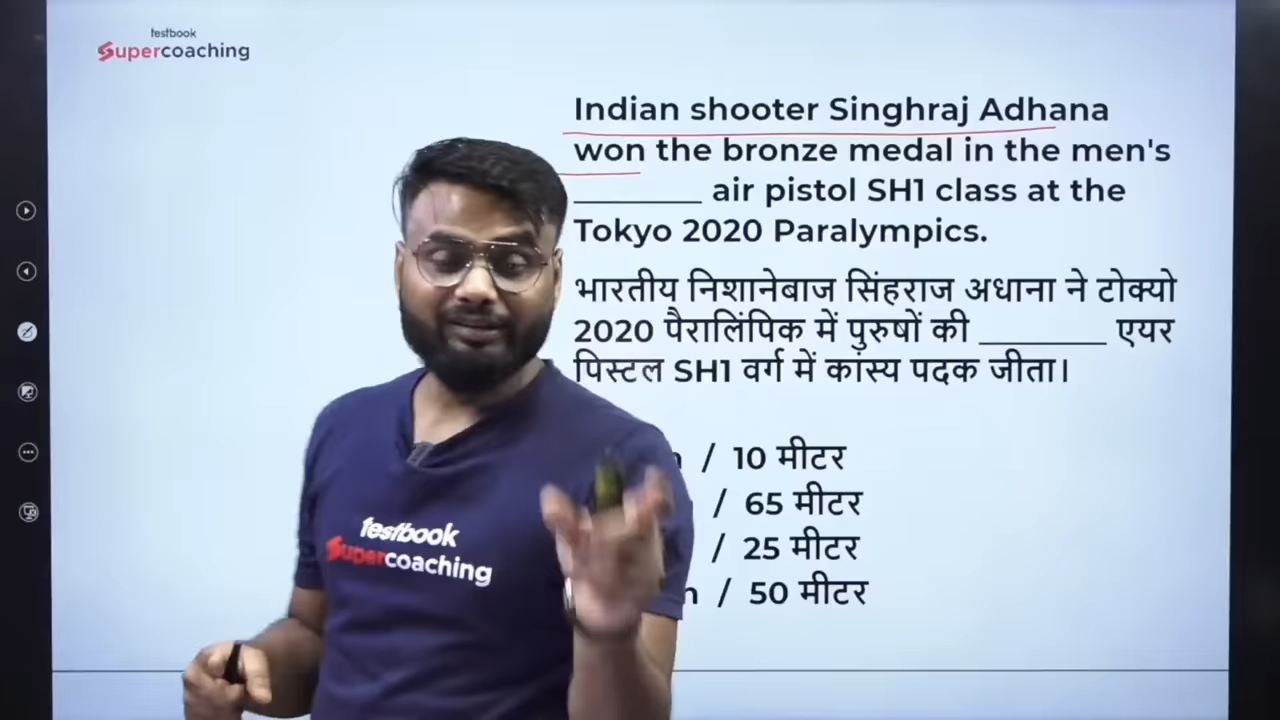 testbook
Supercoaching
Indian shooter Singhraj Adhana
won the bronze medal in the men's
________ air pistol SH1 class at the
Tokyo 2020 Paralympics.
भारतीय निशानेबाज सिंहराज अधाना ने टोक्यो
2020 पैरालिंपिक में पुरुषों की ________ एयर
पिस्टल SH1 वर्ग में कांस्य पदक जीता।
/ 10 मीटर
/ 65 मीटर
/ 25 मीटर
/ 50 मीटर
testbook
Supercoaching